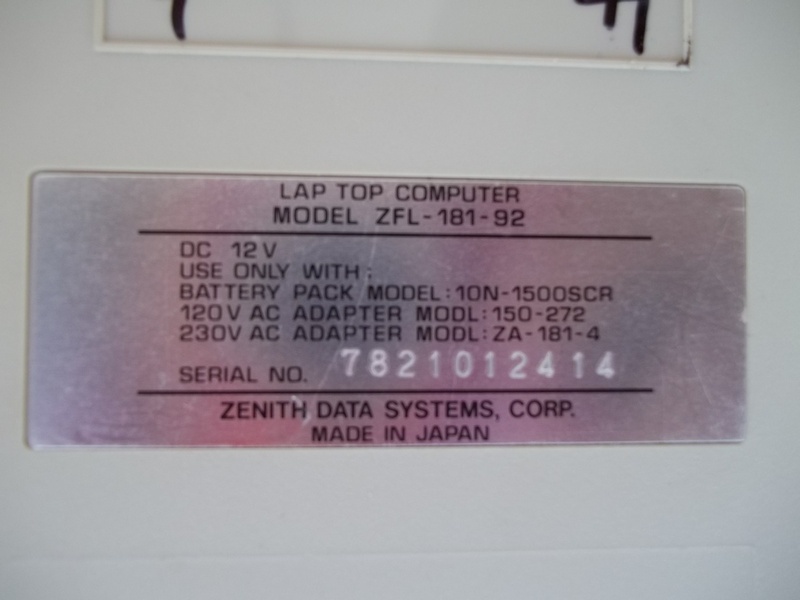 LAP TOP COMPUTER
MODEL ZFL-181-92
DC 12V
USE ONLY WITH:
BATTERY PACK MODEL:10N-1500SCR
120V AC ADAPTER MODL:150-272
230V AC ADAPTER MODL:ZA-181-4
SERIAL NO. 7821012414
ZENITH DATA SYSTEMS, CORP.
MADE IN JAPAN